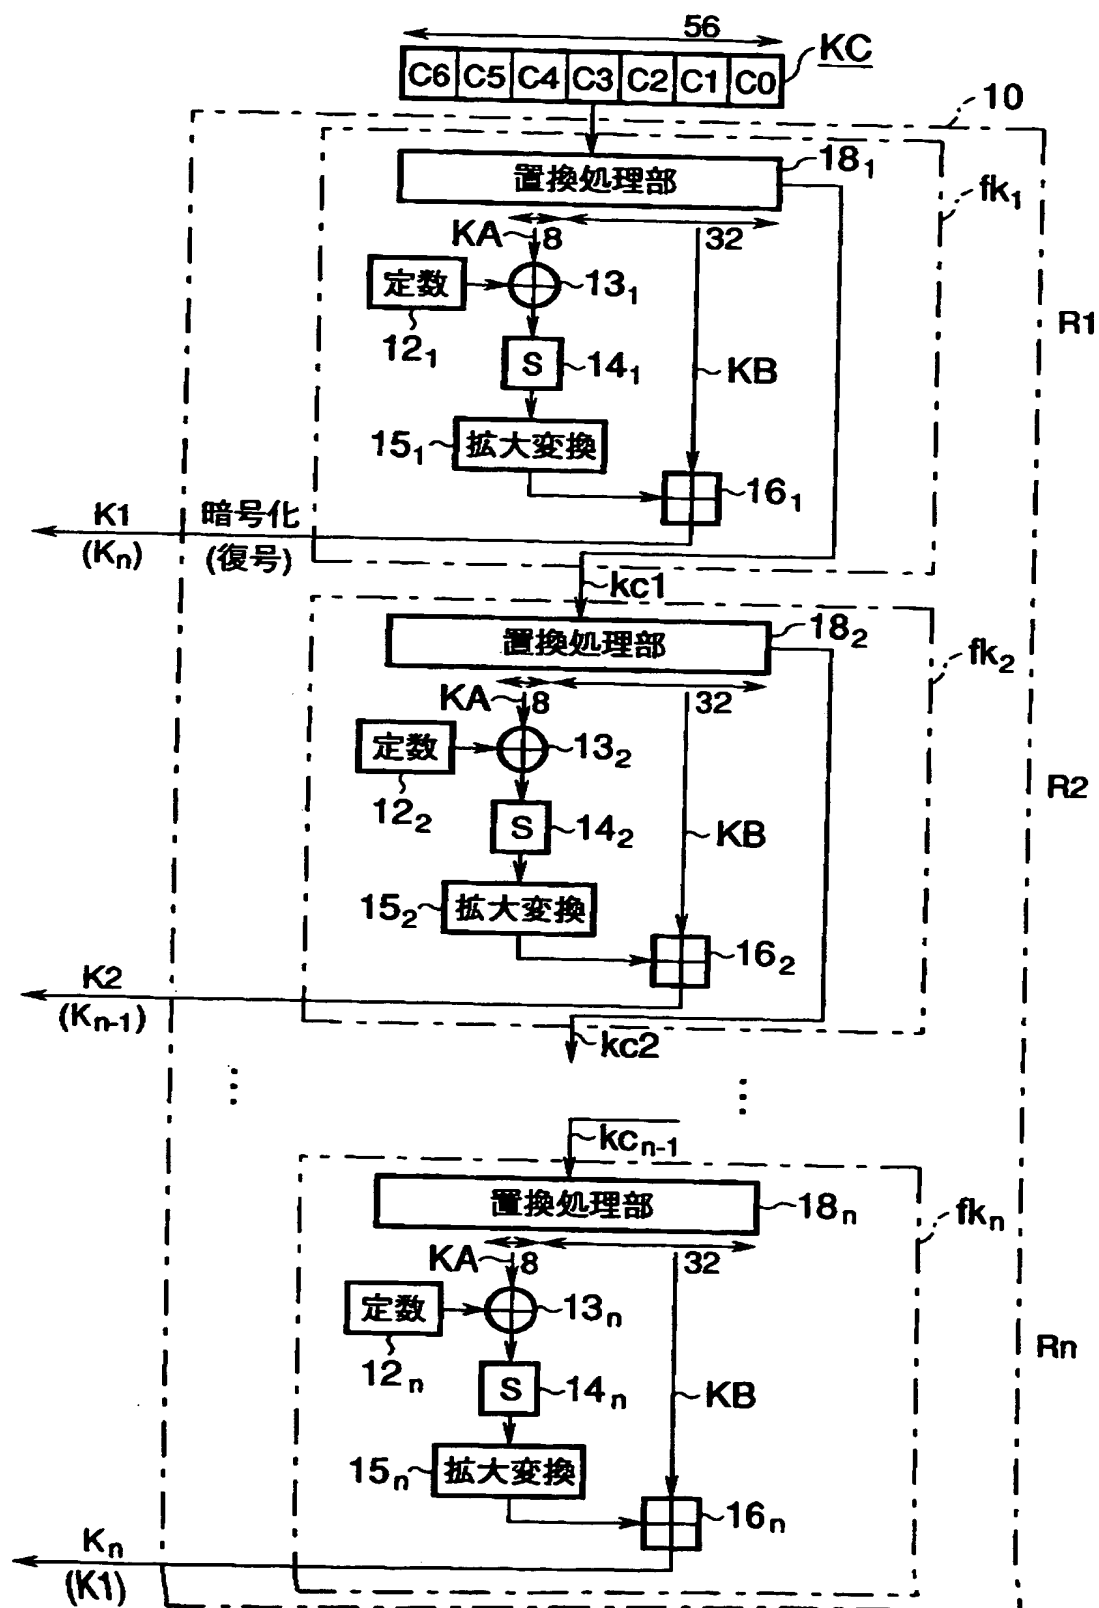 56
KC
C6 C5 C4 C3 C2 C1 C0
10
置換処理部
18₁
fk₁
KA
8
32
定数
13₁
R1
12₁
S
14₁
KB
15₁
拡大変換
16₁
K1
暗号化
(Kn)
(復号)
kc1
置換処理部
18₂
fk₂
KA
8
32
定数
13₂
R2
12₂
S
14₂
KB
15₂
拡大変換
16₂
K2
(Kn-1)
kc2
⋮
⋮
kcn-1
置換処理部
18n
fkn
KA
8
32
定数
13n
Rn
12n
S
14n
KB
15n
拡大変換
16n
Kn
(K1)